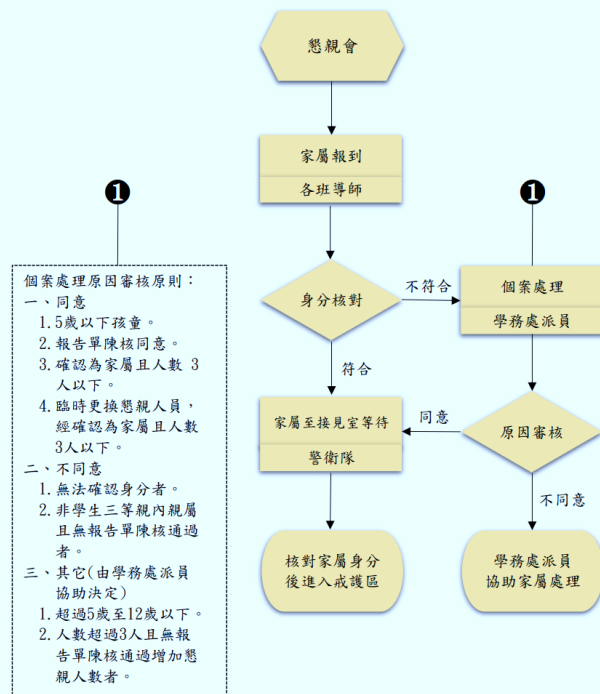 懇親會
家屬報到
各班導師
❶
❶
身分核對
不符合
個案處理
學務處派員
符合
家屬至接見室等待
警衛隊
同意
原因審核
不同意
核對家屬身分
後進入戒護區
學務處派員
協助家屬處理
個案處理原因審核原則：
一、同意
1.5歲以下孩童。
2.報告單陳核同意。
3.確認為家屬且人數 3
人以下。
4.臨時更換懇親人員，
經確認為家屬且人數
3人以下。
二、不同意
1.無法確認身分者。
2.非學生三等親內親屬
且無報告單陳核通過
者。
三、其它(由學務處派員
協助決定)
1.超過5歲至12歲以下。
2.人數超過3人且無報
告單陳核通過增加懇
親人數者。